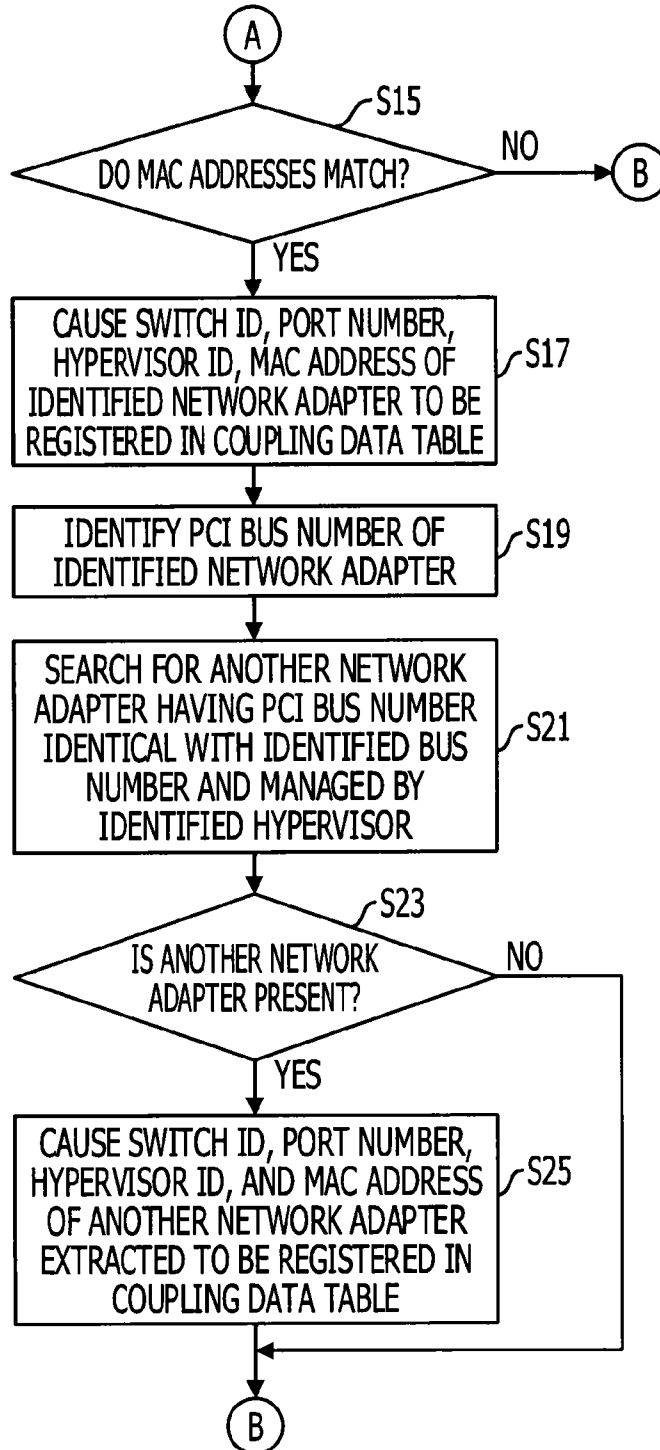 A
S15
DO MAC ADDRESSES MATCH?
NO
B
YES
CAUSE SWITCH ID, PORT NUMBER,
HYPERVISOR ID, MAC ADDRESS OF
IDENTIFIED NETWORK ADAPTER TO BE
REGISTERED IN COUPLING DATA TABLE
S17
IDENTIFY PCI BUS NUMBER OF
IDENTIFIED NETWORK ADAPTER
S19
SEARCH FOR ANOTHER NETWORK
ADAPTER HAVING PCI BUS NUMBER
IDENTICAL WITH IDENTIFIED BUS
NUMBER AND MANAGED BY
IDENTIFIED HYPERVISOR
S21
S23
IS ANOTHER NETWORK
ADAPTER PRESENT?
NO
YES
CAUSE SWITCH ID, PORT NUMBER,
HYPERVISOR ID, AND MAC ADDRESS
OF ANOTHER NETWORK ADAPTER
EXTRACTED TO BE REGISTERED IN
COUPLING DATA TABLE
S25
B